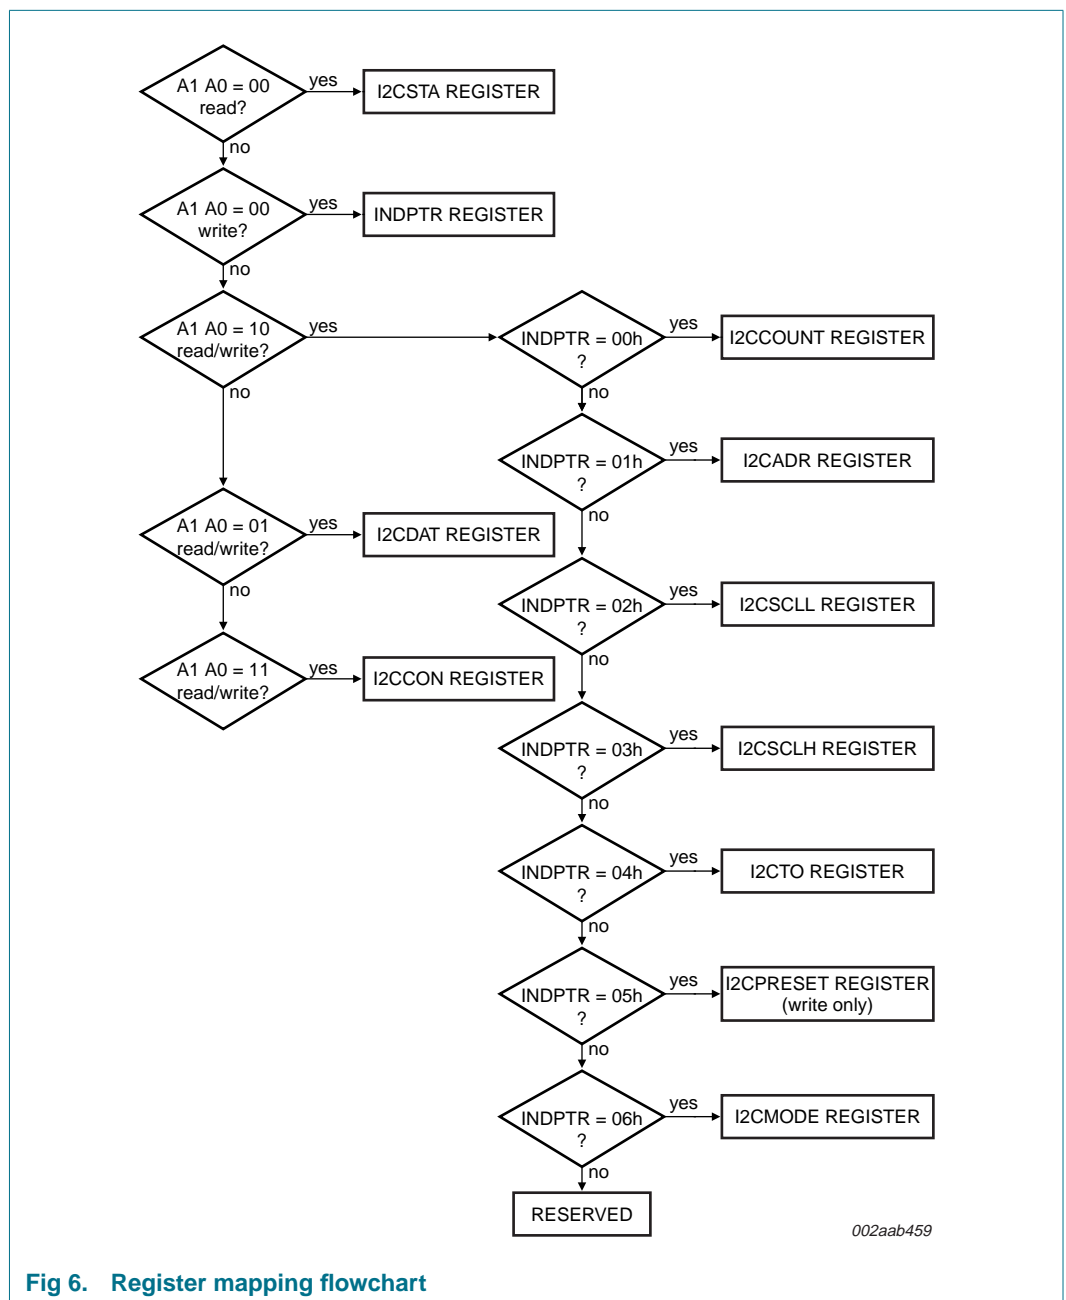 A1 A0 = 00
read?
yes
I2CSTA REGISTER
no
A1 A0 = 00
write?
yes
INDPTR REGISTER
no
A1 A0 = 10
read/write?
yes
INDPTR = 00h
?
yes
I2CCOUNT REGISTER
no
no
INDPTR = 01h
?
yes
I2CADR REGISTER
no
A1 A0 = 01
read/write?
yes
I2CDAT REGISTER
no
INDPTR = 02h
?
yes
I2CSCLL REGISTER
no
A1 A0 = 11
read/write?
yes
I2CCON REGISTER
INDPTR = 03h
?
yes
I2CSCLH REGISTER
no
INDPTR = 04h
?
yes
I2CTO REGISTER
no
INDPTR = 05h
?
yes
I2CPRESET REGISTER
(write only)
no
INDPTR = 06h
?
yes
I2CMODE REGISTER
no
RESERVED
002aab459
Fig 6. Register mapping flowchart